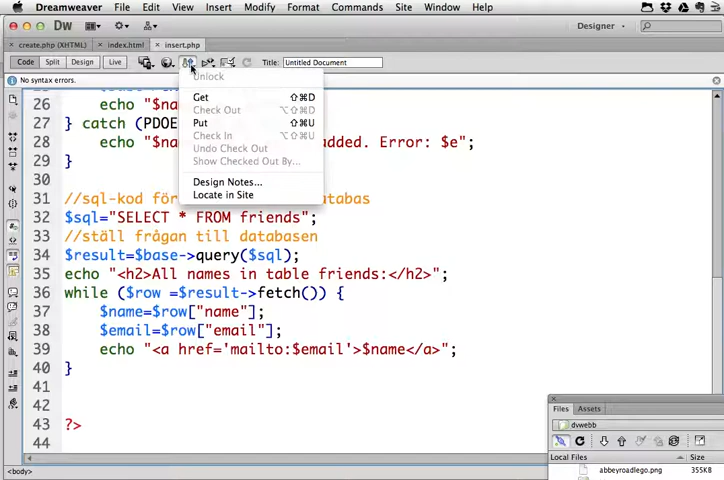 Dreamweaver File Edit View Insert Modify Format Commands Site Window Help
Designer
create.php (XHTML) index.html insert.php
Code Split Design Live Title: Untitled Document
No syntax errors.
Unlock
Get ⇧⌘D
Check Out ⌥⇧⌘D
Put ⇧⌘U
Check In ⌥⇧⌘U
Undo Check Out
Show Checked Out By...
Design Notes...
Locate in Site
26 echo "$na
27 } catch (PDOE
28 echo "$name added. Error: $e";
29 }
30
31 //sql-kod för databas
32 $sql="SELECT * FROM friends";
33 //ställ frågan till databasen
34 $result=$base->query($sql);
35 echo "<h2>All names in table friends:</h2>";
36 while ($row =$result->fetch()) {
37 $name=$row["name"];
38 $email=$row["email"];
39 echo "<a href='mailto:$email'>$name</a>";
40 }
41
42
43 ?>
44
Files Assets
dwwebb
Local Files Size
abbeyroadlego.png 355KB
<body>